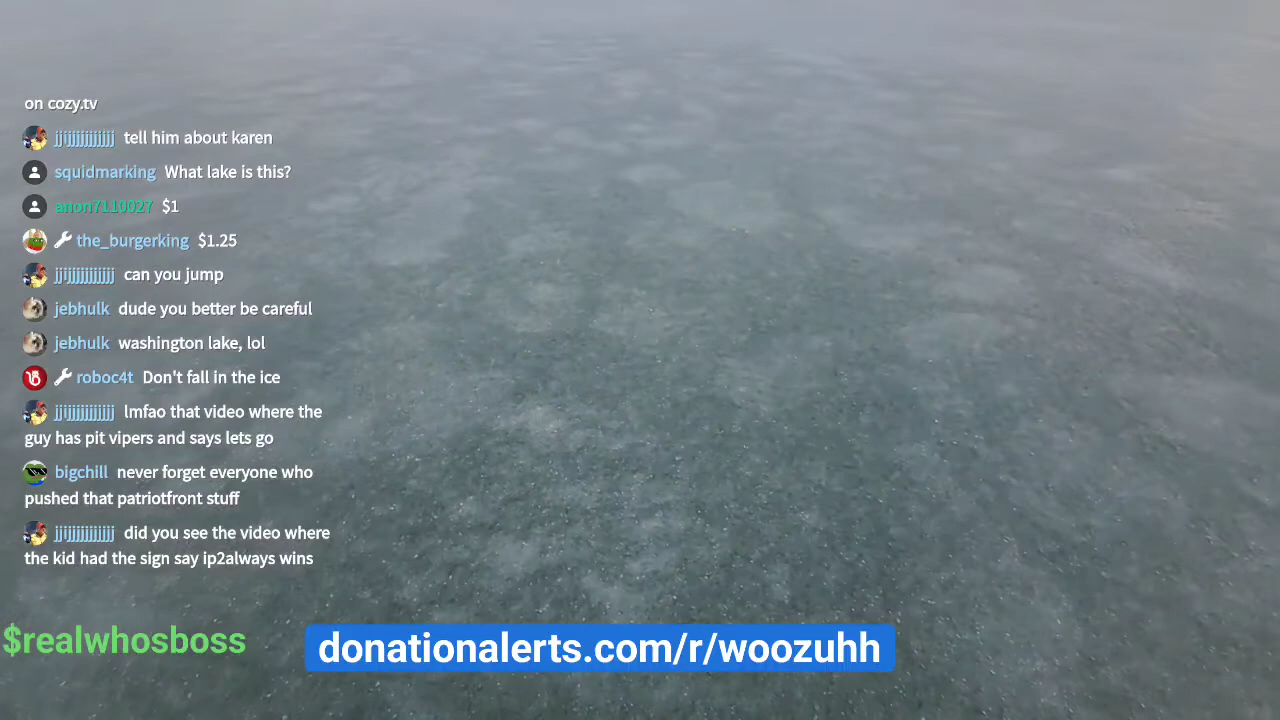 on cozy.tv
jjijjjjjjjjjj tell him about karen
squidmarking What lake is this?
anon7110027 $1
the_burgerking $1.25
jjijjjjjjjjjj can you jump
jebhulk dude you better be careful
jebhulk washington lake, lol
roboc4t Don't fall in the ice
jjijjjjjjjjjj lmfao that video where the
guy has pit vipers and says lets go
bigchill never forget everyone who
pushed that patriotfront stuff
jjijjjjjjjjjj did you see the video where
the kid had the sign say ip2always wins
$realwhosboss
donationalerts.com/r/woozuhh